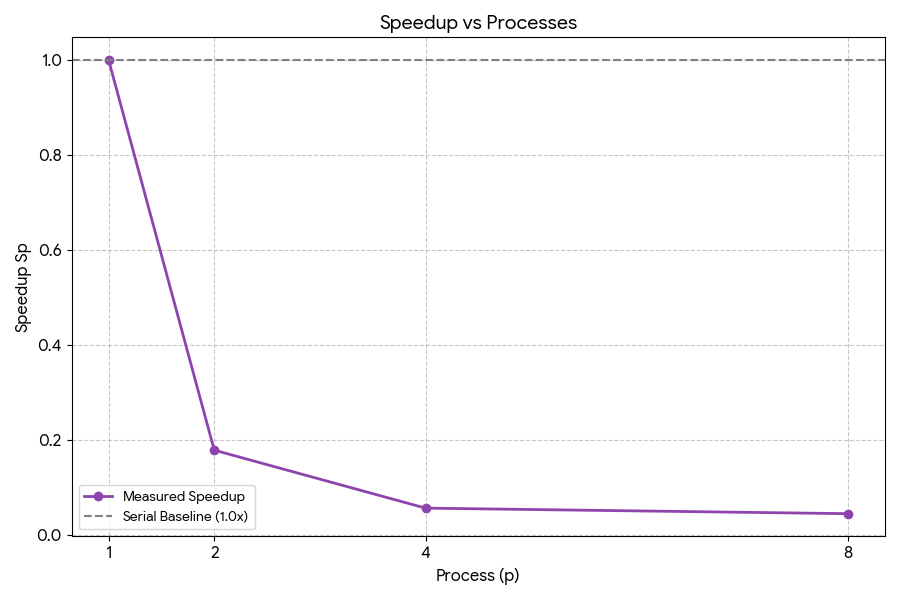 Speedup vs Processes
Speedup Sp
1.0
0.8
0.6
0.4
0.2
0.0
Measured Speedup
Serial Baseline (1.0x)
1 2 4 8
Process (p)